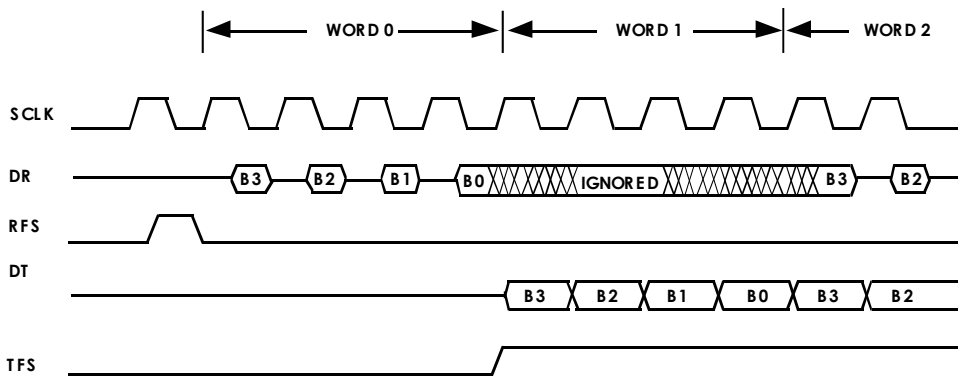 WORD 0 WORD 1 WORD 2
SCLK
DR B3 B2 B1 B0 IGNORED B3 B2
RFS
DT
B3 B2 B1 B0 B3 B2
TFS